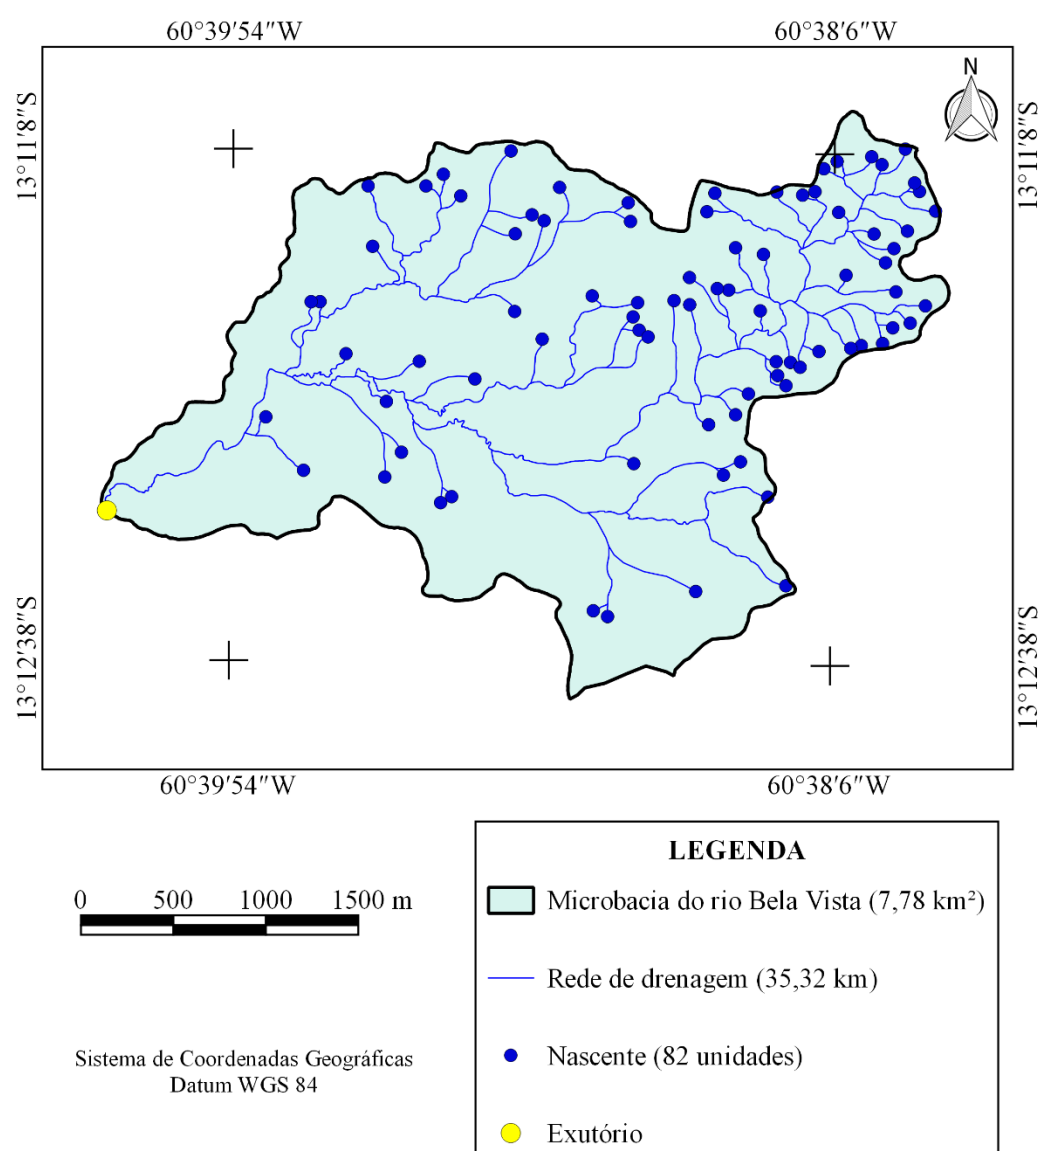 60°39′54″W 60°38′6″W
N
13°11′8″S 13°11′8″S
13°12′38″S 13°12′38″S
60°39′54″W 60°38′6″W
LEGENDA
0 500 1000 1500 m
Microbacia do rio Bela Vista (7,78 km²)
Rede de drenagem (35,32 km)
Sistema de Coordenadas Geográficas
Datum WGS 84
Nascente (82 unidades)
Exutório